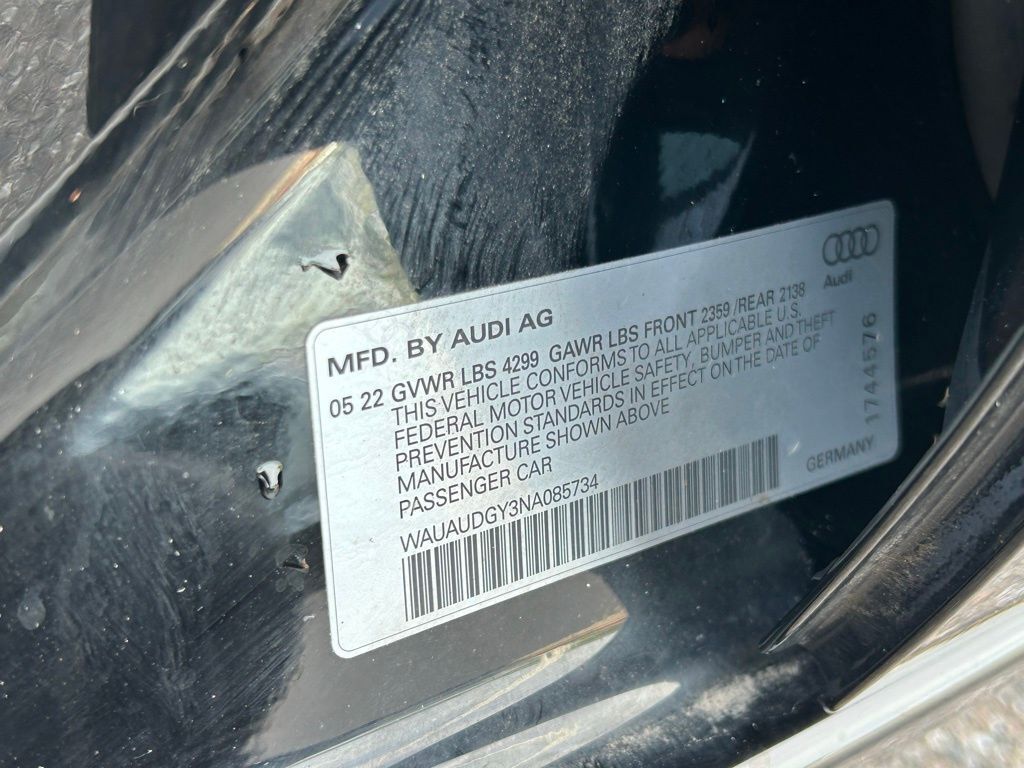 Audi
MFD. BY AUDI AG
05 22 GVWR LBS 4299 GAWR LBS FRONT 2359 /REAR 2138
THIS VEHICLE CONFORMS TO ALL APPLICABLE U.S.
FEDERAL MOTOR VEHICLE SAFETY, BUMPER AND THEFT
PREVENTION STANDARDS IN EFFECT ON THE DATE OF
MANUFACTURE SHOWN ABOVE
PASSENGER CAR
WAUAUDGY3NA085734
GERMANY
1744576